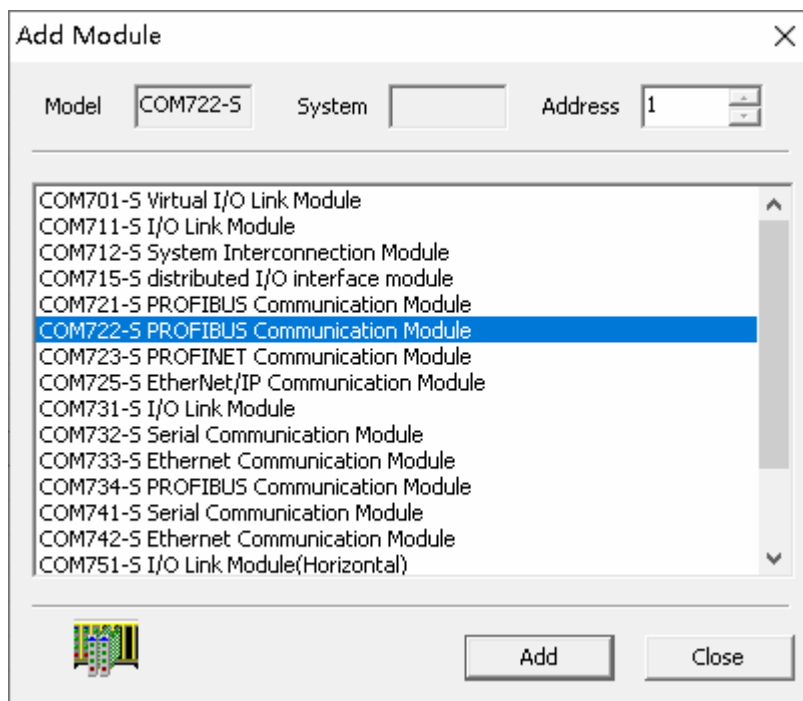 Add Module
Model COM722-S System Address 1
COM701-S Virtual I/O Link Module
COM711-S I/O Link Module
COM712-S System Interconnection Module
COM715-S distributed I/O interface module
COM721-S PROFIBUS Communication Module
COM722-S PROFIBUS Communication Module
COM723-S PROFINET Communication Module
COM725-S EtherNet/IP Communication Module
COM731-S I/O Link Module
COM732-S Serial Communication Module
COM733-S Ethernet Communication Module
COM734-S PROFIBUS Communication Module
COM741-S Serial Communication Module
COM742-S Ethernet Communication Module
COM751-S I/O Link Module(Horizontal)
Add Close